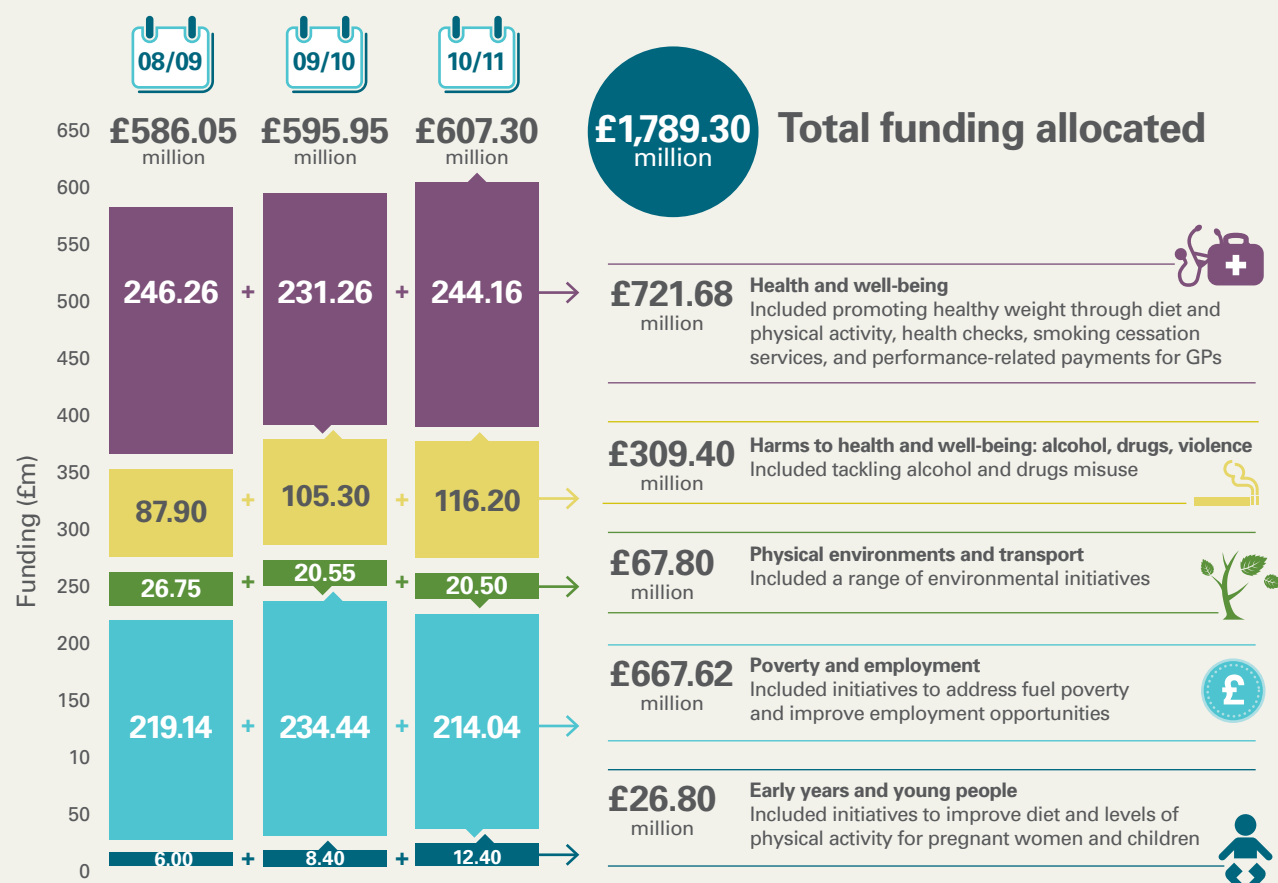 08/09
09/10
10/11
£586.05
million
£595.95
million
£607.30
million
£1,789.30
million
Total funding allocated
Funding (£m)
650
600
550
500
450
400
350
300
250
200
150
10
50
0
246.26 + 231.26 + 244.16
£721.68
million
Health and well-being
Included promoting healthy weight through diet and
physical activity, health checks, smoking cessation
services, and performance-related payments for GPs
87.90 + 105.30 + 116.20
£309.40
million
Harms to health and well-being: alcohol, drugs, violence
Included tackling alcohol and drugs misuse
26.75 + 20.55 + 20.50
£67.80
million
Physical environments and transport
Included a range of environmental initiatives
219.14 + 234.44 + 214.04
£667.62
million
Poverty and employment
Included initiatives to address fuel poverty
and improve employment opportunities
£
6.00 + 8.40 + 12.40
£26.80
million
Early years and young people
Included initiatives to improve diet and levels of
physical activity for pregnant women and children